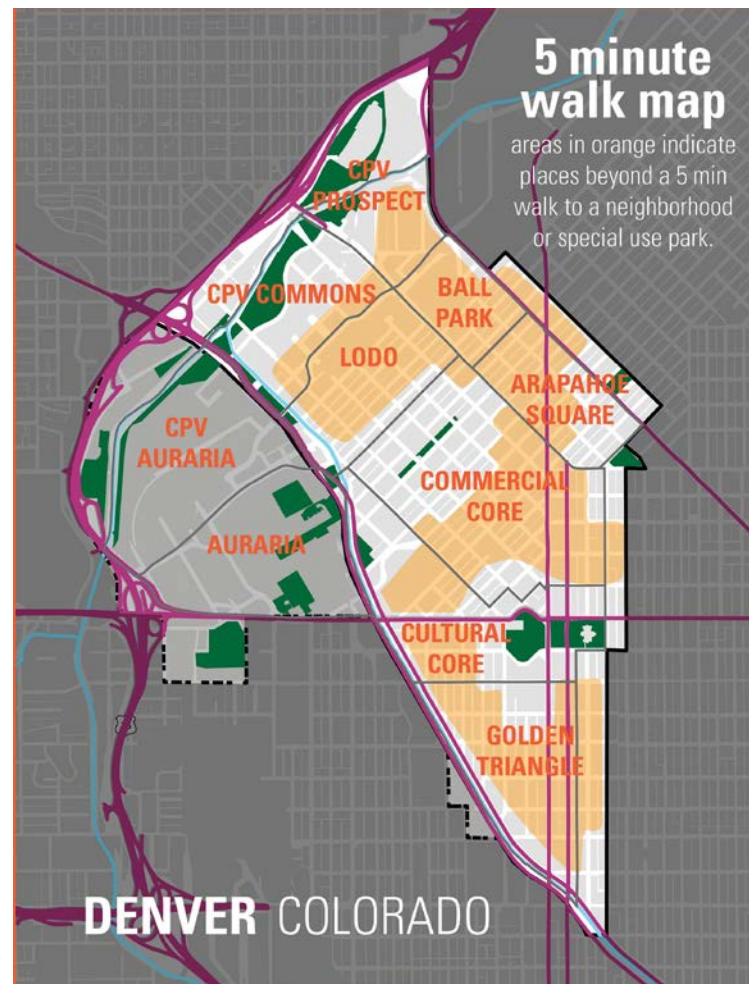 5 minute
walk map
areas in orange indicate
places beyond a 5 min
walk to a neighborhood
or special use park.
CPV
PROSPECT
CPV COMMONS
BALL
PARK
LODO
ARAPAHOE
SQUARE
CPV
AURARIA
COMMERCIAL
CORE
AURARIA
CULTURAL
CORE
GOLDEN
TRIANGLE
DENVER COLORADO